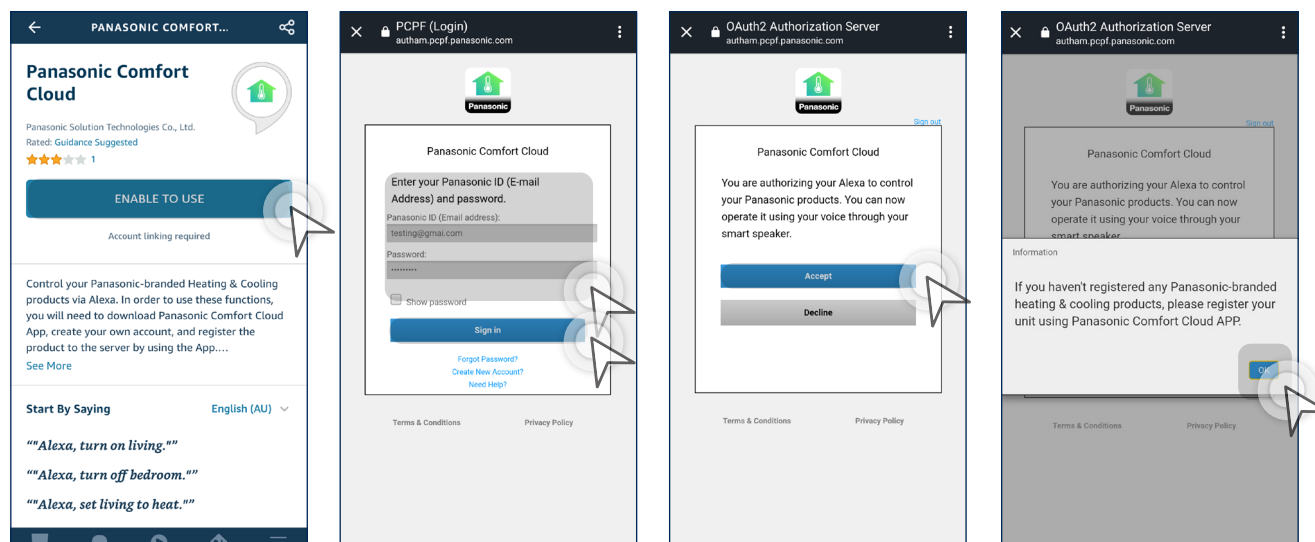 PANASONIC COMFORT...
Panasonic Comfort
Cloud
Panasonic Solution Technologies Co., Ltd.
Rated: Guidance Suggested
1
ENABLE TO USE
Account linking required
Control your Panasonic-branded Heating & Cooling
products via Alexa. In order to use these functions,
you will need to download Panasonic Comfort Cloud
App, create your own account, and register the
product to the server by using the App....
See More
Start By Saying
English (AU)
“"Alexa, turn on living."”
“"Alexa, turn off bedroom."”
“"Alexa, set living to heat."”
PCPF (Login)
autham.pcpf.panasonic.com
Panasonic
Panasonic Comfort Cloud
Enter your Panasonic ID (E-mail
Address) and password.
Panasonic ID (Email address):
testing@gmai.com
Password:
•••••••••
Show password
Sign in
Forgot Password?
Create New Account?
Need Help?
Terms & Conditions
Privacy Policy
OAuth2 Authorization Server
autham.pcpf.panasonic.com
Panasonic
Sign out
Panasonic Comfort Cloud
You are authorizing your Alexa to control
your Panasonic products. You can now
operate it using your voice through your
smart speaker.
Accept
Decline
Terms & Conditions
Privacy Policy
OAuth2 Authorization Server
autham.pcpf.panasonic.com
Panasonic
Sign out
Panasonic Comfort Cloud
You are authorizing your Alexa to control
your Panasonic products. You can now
operate it using your voice through your
smart speaker.
Information
If you haven't registered any Panasonic-branded
heating & cooling products, please register your
unit using Panasonic Comfort Cloud APP.
OK
Terms & Conditions
Privacy Policy